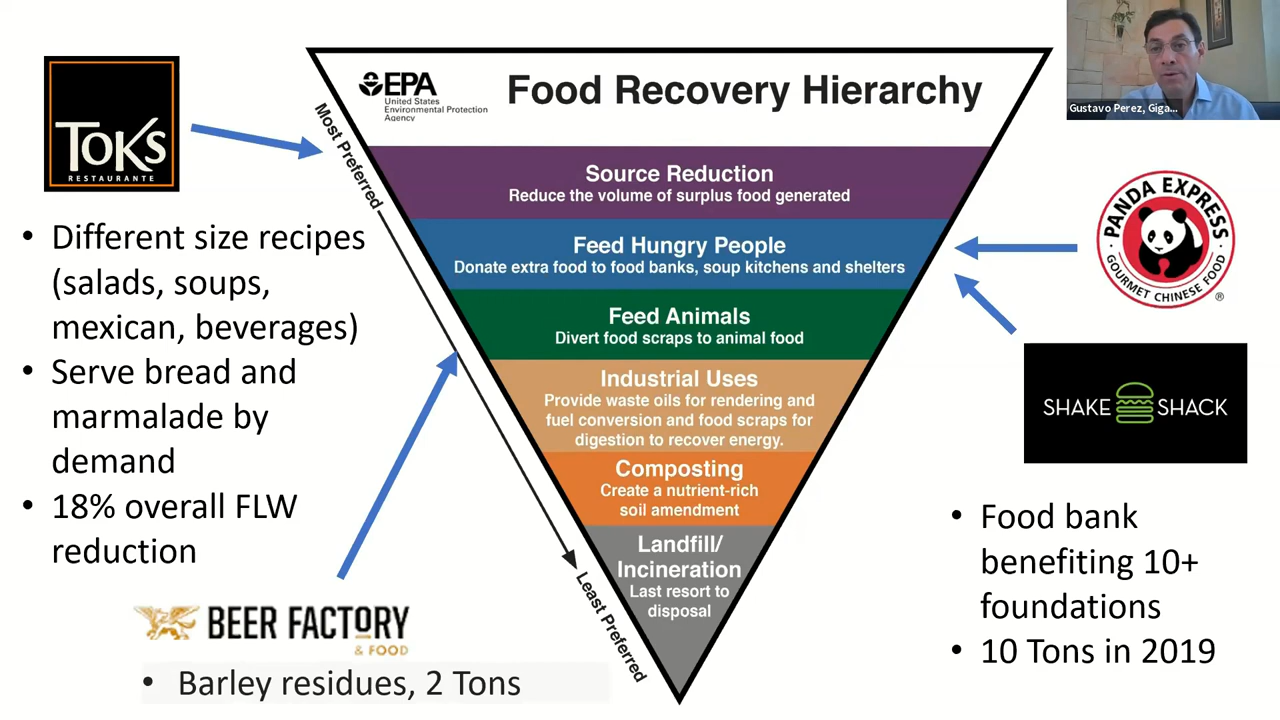 EPA
United States
Environmental Protection
Agency
Food Recovery Hierarchy
Most Preferred
Source Reduction
Reduce the volume of surplus food generated
Feed Hungry People
Donate extra food to food banks, soup kitchens and shelters
Feed Animals
Divert food scraps to animal food
Industrial Uses
Provide waste oils for rendering and
fuel conversion and food scraps for
digestion to recover energy.
Composting
Create a nutrient-rich
soil amendment
Landfill/
Incineration
Last resort to
disposal
Least Preferred
TOKS
RESTAURANTE
• Different size recipes
(salads, soups,
mexican, beverages)
• Serve bread and
marmalade by
demand
• 18% overall FLW
reduction
BEER FACTORY
& FOOD
• Barley residues, 2 Tons
Gustavo Perez, Giga...
PANDA EXPRESS
GOURMET CHINESE FOOD
®
SHAKE SHACK
• Food bank
benefiting 10+
foundations
• 10 Tons in 2019